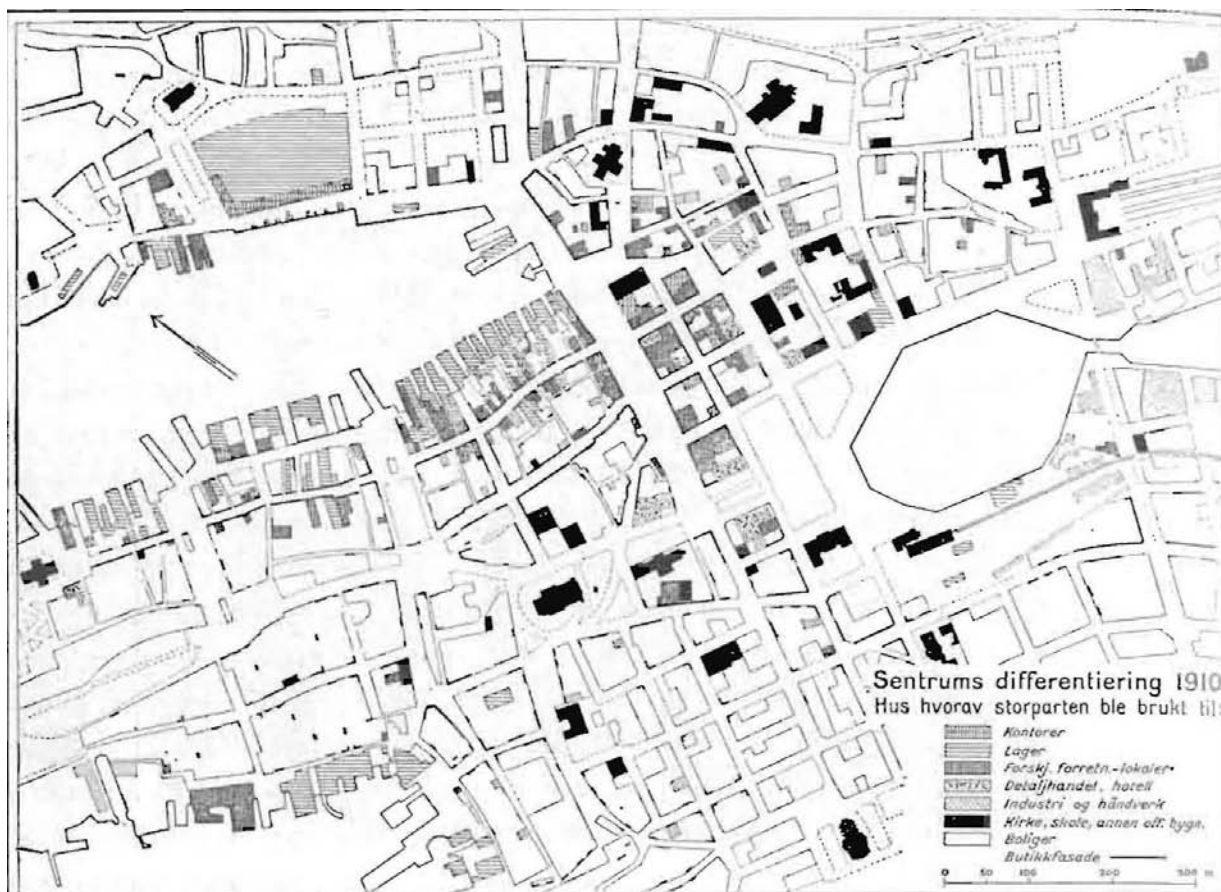 Sentrums differentiering 1910
Hus hvorav storparten ble brukt til:
Kontorer
Lager
Forskj. forretn.-lokaler
Detaljhandel, hotell
Industri og håndverk
Kirke, skole, annen off. bygn.
Boliger
Butikkfasade
0 50 100 200 300 m